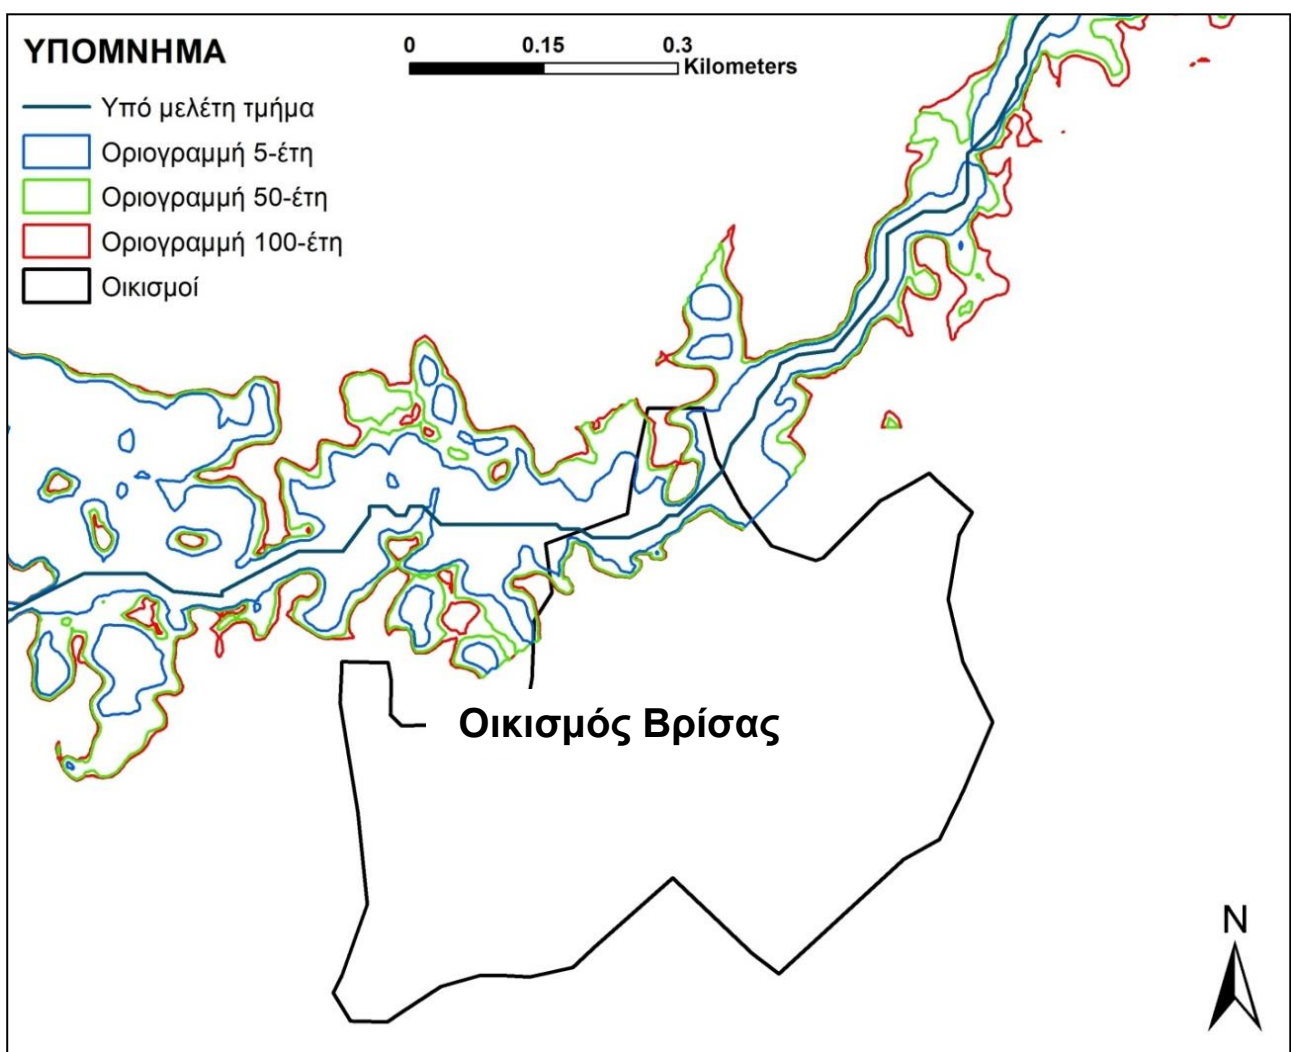 ΥΠΟΜΝΗΜΑ
0 0.15 0.3
Kilometers
Υπό μελέτη τμήμα
Οριογραμμή 5-έτη
Οριογραμμή 50-έτη
Οριογραμμή 100-έτη
Οικισμοί
Οικισμός Βρίσας
N